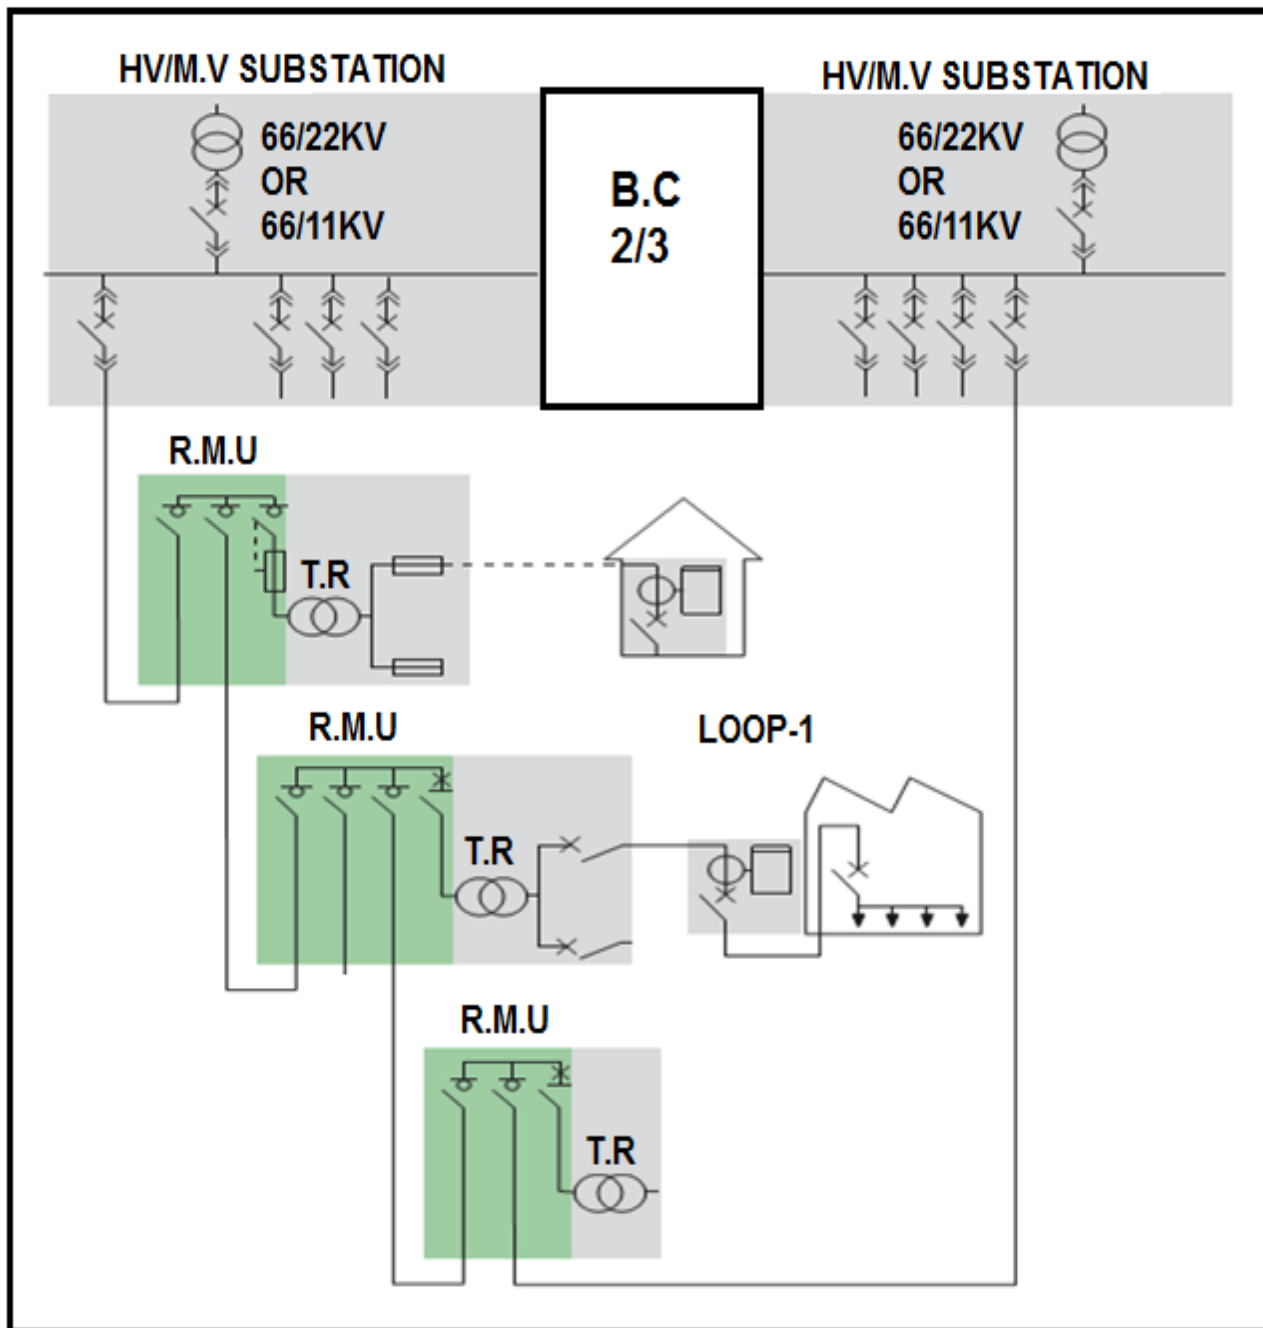 HV/M.V SUBSTATION
HV/M.V SUBSTATION
66/22KV
OR
66/11KV
B.C
2/3
66/22KV
OR
66/11KV
R.M.U
T.R
R.M.U
LOOP-1
T.R
R.M.U
T.R